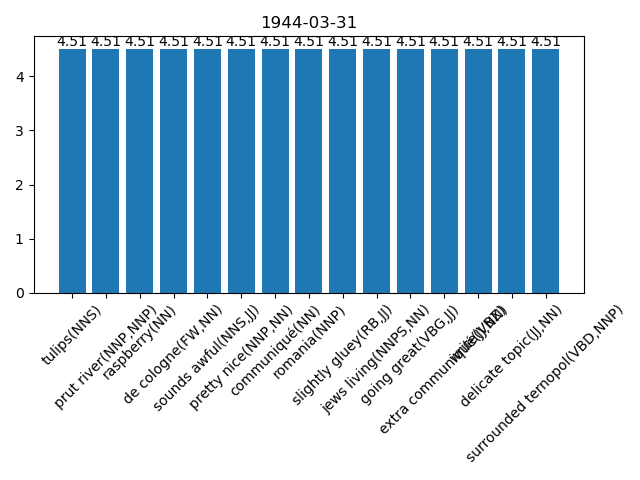 1944-03-31
4.51 4.51 4.51 4.51 4.51 4.51 4.51 4.51 4.51 4.51 4.51 4.51 4.51 4.51 4.51
4
3
2
1
0
tulips(NNS)
prut river(NNP,NNP)
raspberry(NN)
de cologne(FW,NN)
sounds awful(NNS,JJ)
pretty nice(NNP,NN)
communiqué(NN)
romania(NNP)
slightly gluey(RB,JJ)
jews living(NNPS,NN)
going great(VBG,JJ)
extra communiqué(JJ,NN)
delicate topic(JJ,NN)
surrounded ternopol(VBD,NNP)